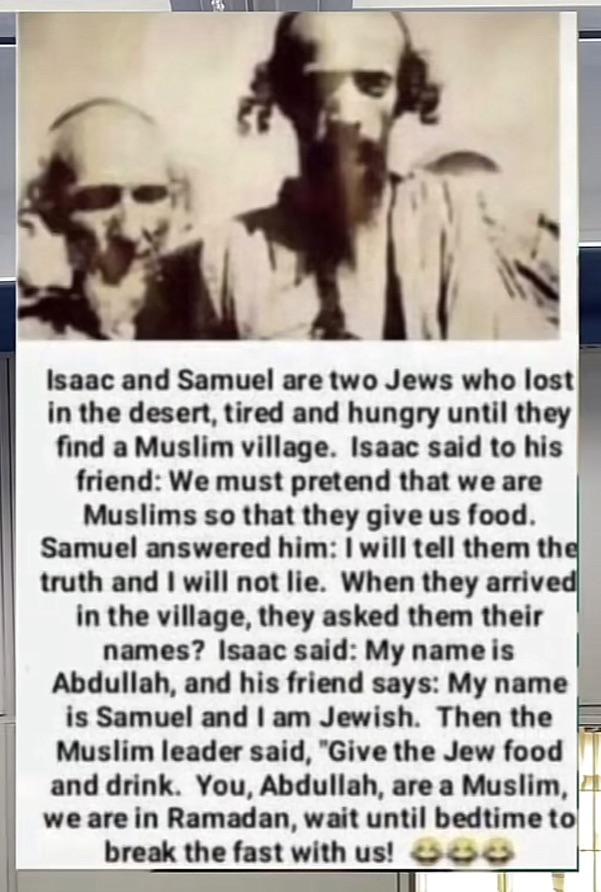 Isaac and Samuel are two Jews who lost
in the desert, tired and hungry until they
find a Muslim village. Isaac said to his
friend: We must pretend that we are
Muslims so that they give us food.
Samuel answered him: I will tell them the
truth and I will not lie. When they arrived
in the village, they asked them their
names? Isaac said: My name is
Abdullah, and his friend says: My name
is Samuel and I am Jewish. Then the
Muslim leader said, "Give the Jew food
and drink. You, Abdullah, are a Muslim,
we are in Ramadan, wait until bedtime to
break the fast with us! 😂😂😂